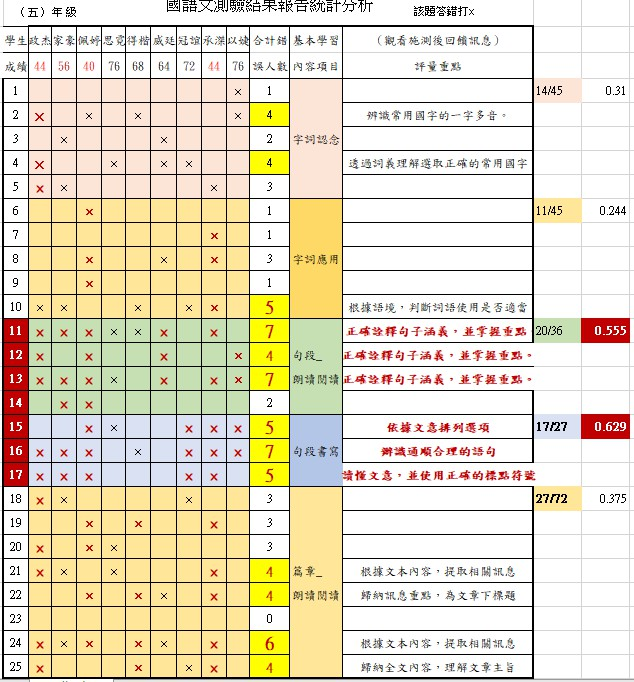 國語文測驗結果報告統計分析
（五）年級 該題答錯打x
學生 政杰 家豪 佩婷 得楷 威廷 冠誼 以婕 合計錯 基本學習 （觀看施測後回饋訊息）
成績 44 56 40 76 68 64 72 44 76 誤人數 內容項目 評量重點
1 × 1 14/45 0.31
2 × × × × 4 辨識常用國字的一字多音。
3 × × 2 字詞認念
4 × × × × 4 透過詞義理解選取正確的常用國字
5 × × × 3
6 × 1 11/45 0.244
7 × 1
8 × × × 3 字詞應用
9 × 1
10 × × × × × 5 根據語境，判斷詞語使用是否適當
11 × × × × × × × 7 正確詮釋句子涵義，並掌握重點 20/36 0.555
12 × × × × 4 句段_ 正確詮釋句子涵義，並掌握重點。
13 × × × × × × × 7 朗讀閱讀 正確詮釋句子涵義，並掌握重點。
14 × × 2
15 × × × × × 5 依據文意排列選項 17/27 0.629
16 × × × × × × × 7 句段書寫 辨識通順合理的語句
17 × × × × × 5 讀懂文意，並使用正確的標點符號
18 × × × 3 27/72 0.375
19 × × × 3
20 × × × 3
21 × × × × 4 篇章_ 根據文本內容，提取相關訊息
22 × × × × 4 朗讀閱讀 歸納訊息重點，為文章下標題
23 0
24 × × × × × × 6 根據文本內容，提取相關訊息
25 × × × × 4 歸納全文內容，理解文章主旨